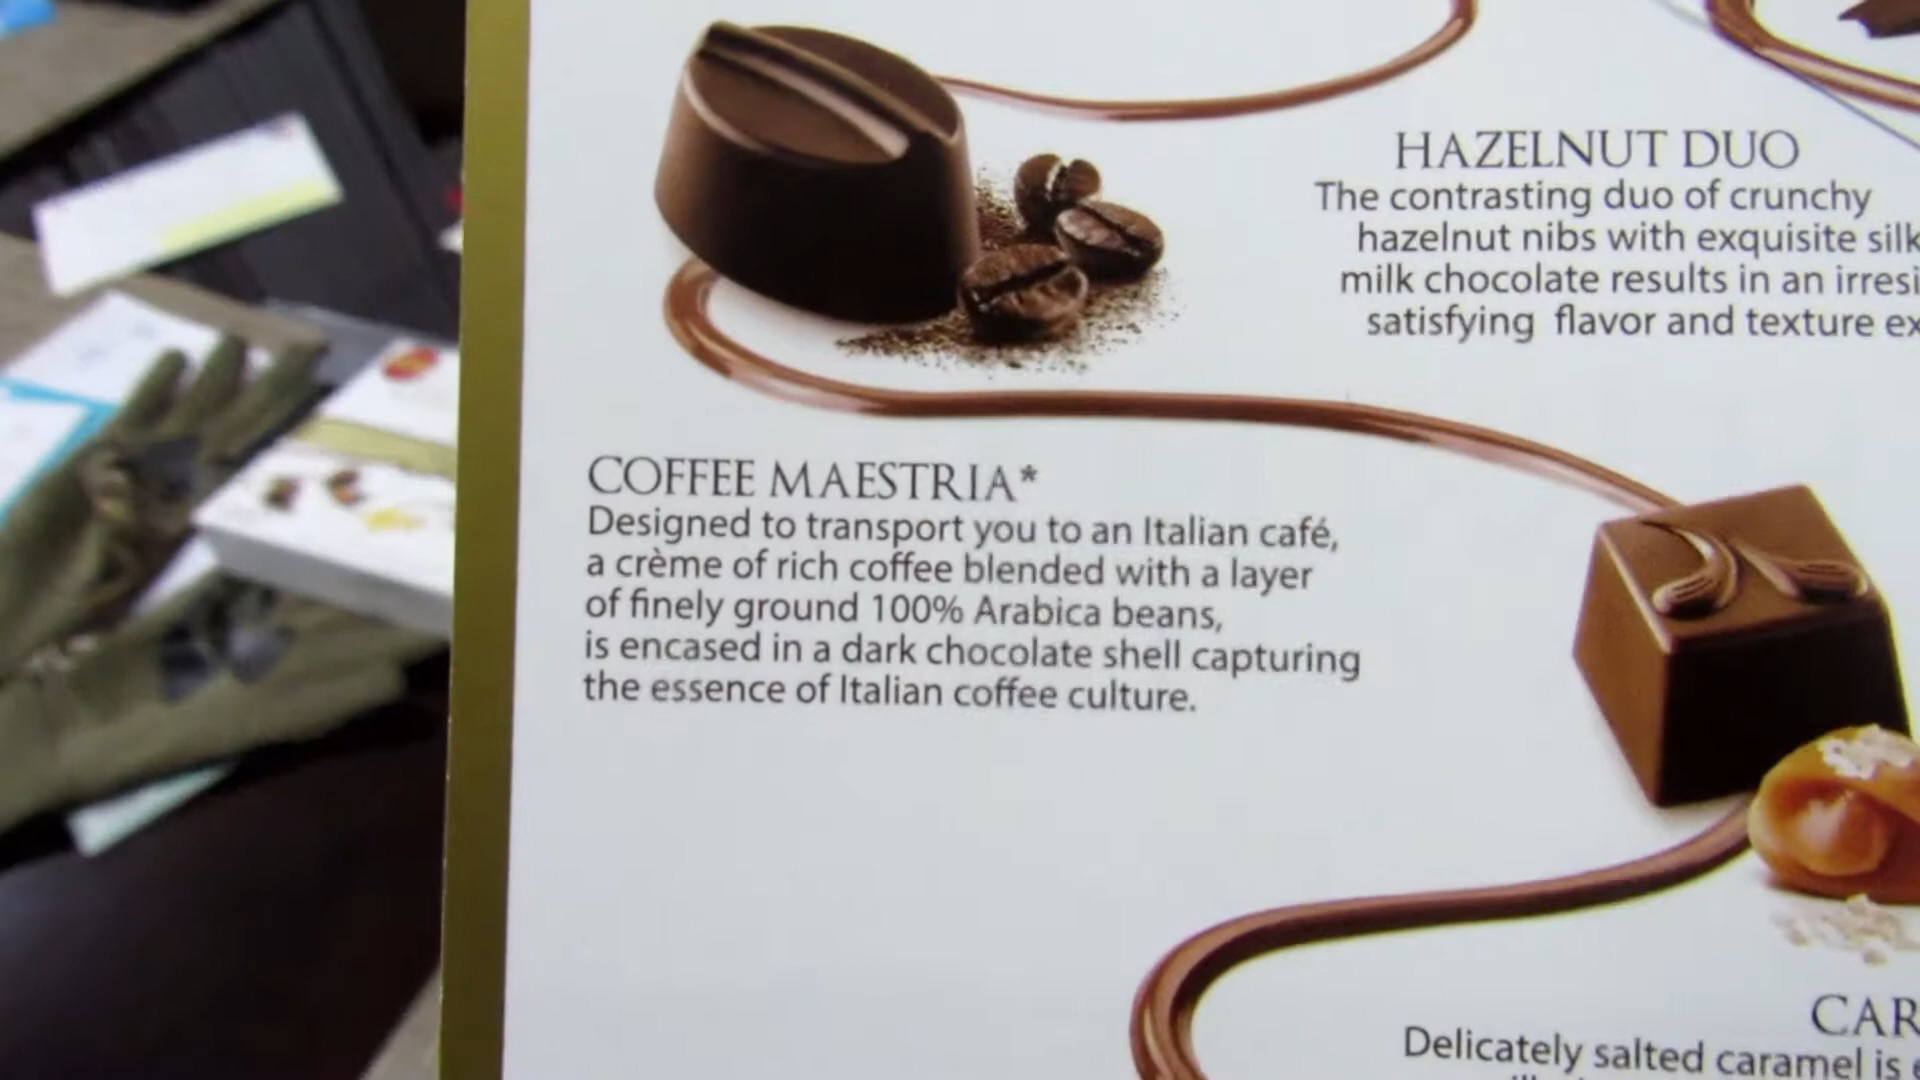 HAZELNUT DUO
The contrasting duo of crunchy
hazelnut nibs with exquisite
milk chocolate results in an
satisfying flavor and texture
COFFEE MAESTRIA*
Designed to transport you to an Italian café,
a crème of rich coffee blended with a layer
of finely ground 100% Arabica beans,
is encased in a dark chocolate shell capturing
the essence of Italian coffee culture.
Delicately salted caramel is